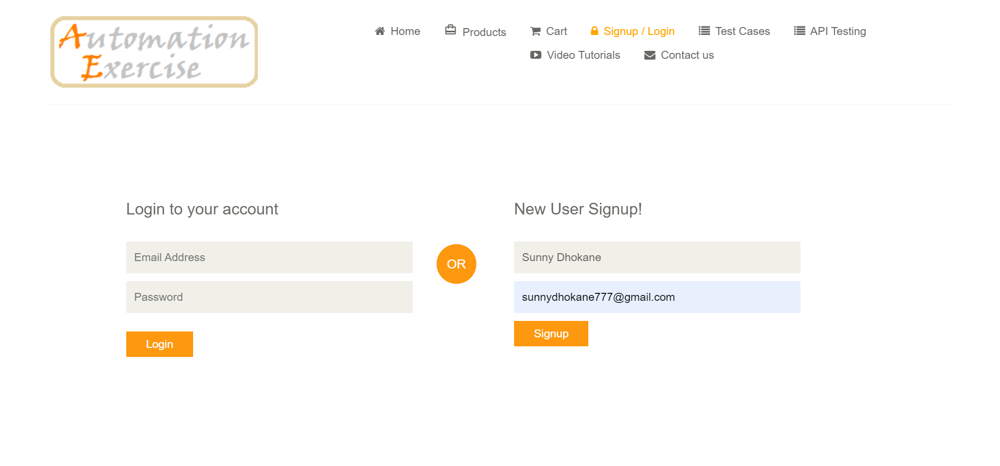 Automation
Exercise
Home Products Cart Signup / Login Test Cases API Testing
Video Tutorials Contact us
Login to your account
Email Address
Password
Login
OR
New User Signup!
Sunny Dhokane
sunnydhokane777@gmail.com
Signup